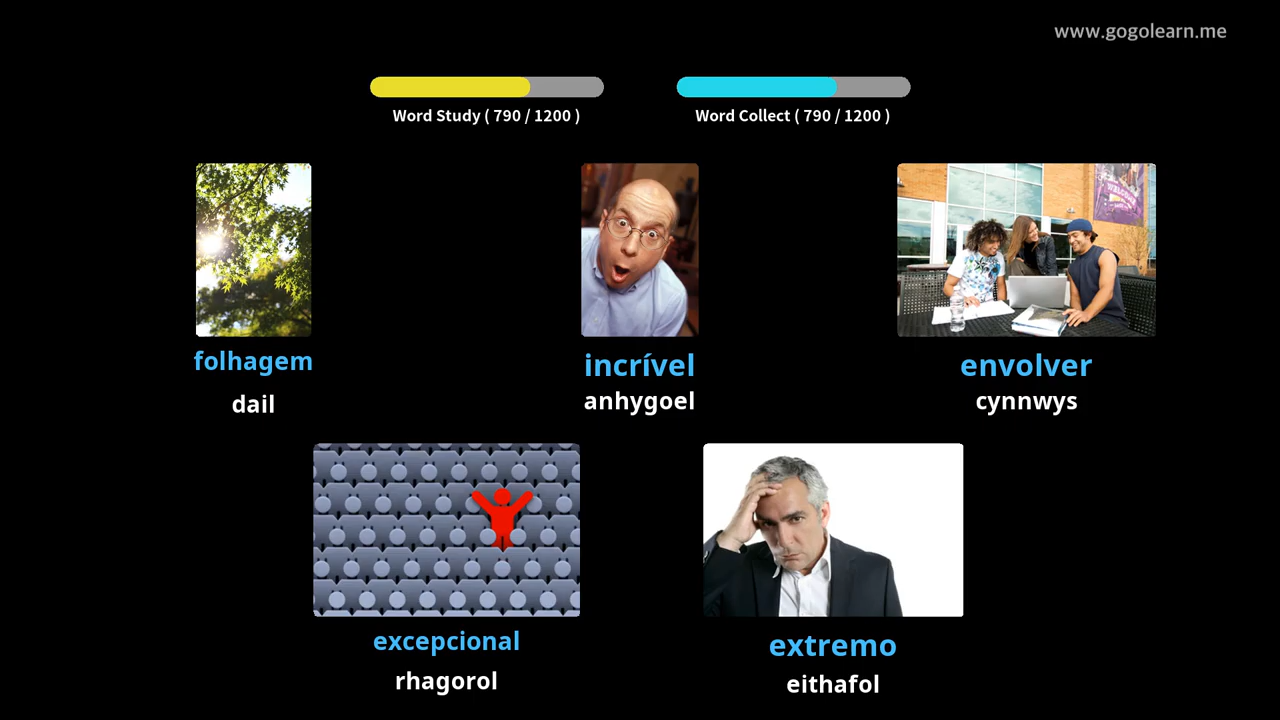 www.gogolearn.me
Word Study ( 790 / 1200 )
Word Collect ( 790 / 1200 )
WELCOME
folhagem
incrível
envolver
dail
anhygoel
cynnwys
excepcional
extremo
rhagorol
eithafol